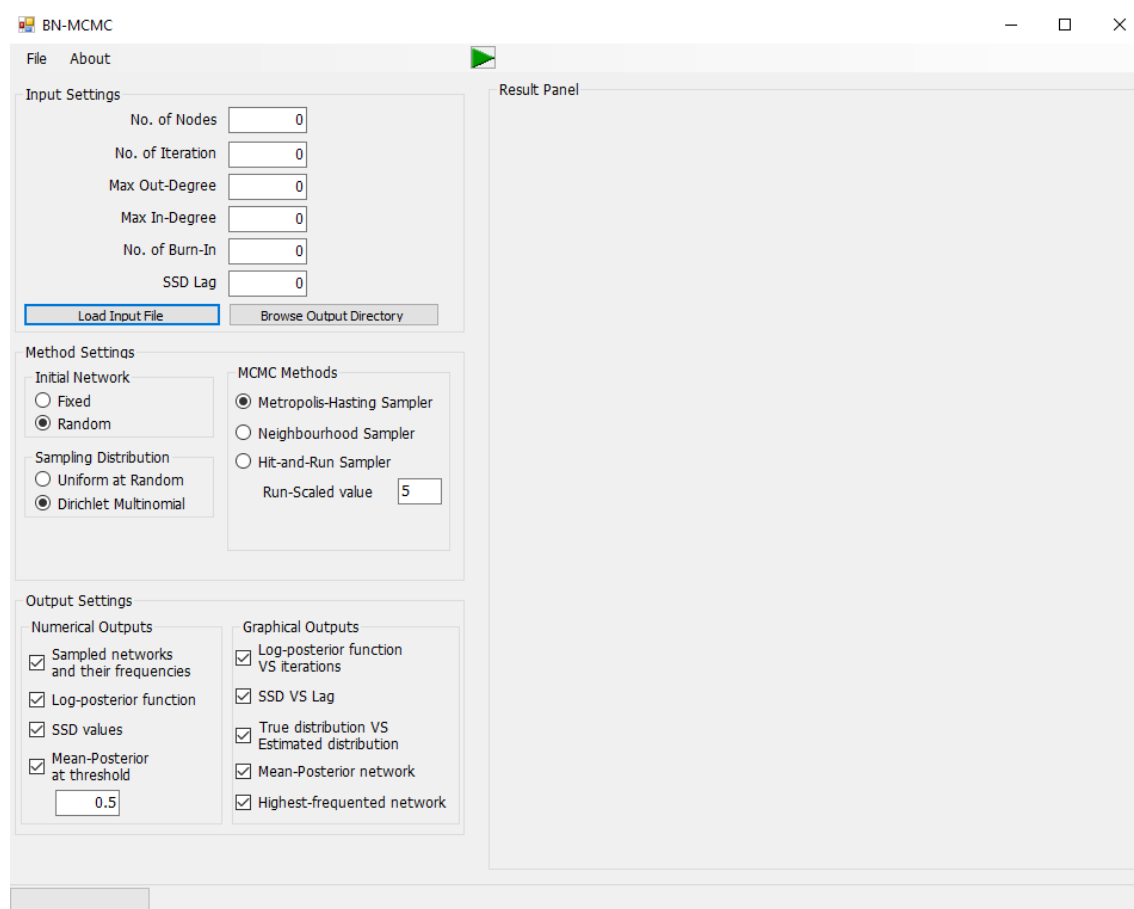 BN-MCMC
File About
Input Settings
No. of Nodes 0
No. of Iteration 0
Max Out-Degree 0
Max In-Degree 0
No. of Burn-In 0
SSD Lag 0
Load Input File Browse Output Directory
Method Settings
Initial Network
Fixed
Random
Sampling Distribution
Uniform at Random
Dirichlet Multinomial
MCMC Methods
Metropolis-Hasting Sampler
Neighbourhood Sampler
Hit-and-Run Sampler
Run-Scaled value 5
Output Settings
Numerical Outputs
Sampled networks
and their frequencies
Log-posterior function
SSD values
Mean-Posterior
at threshold
0.5
Graphical Outputs
Log-posterior function
VS iterations
SSD VS Lag
True distribution VS
Estimated distribution
Mean-Posterior network
Highest-frequented network
Result Panel